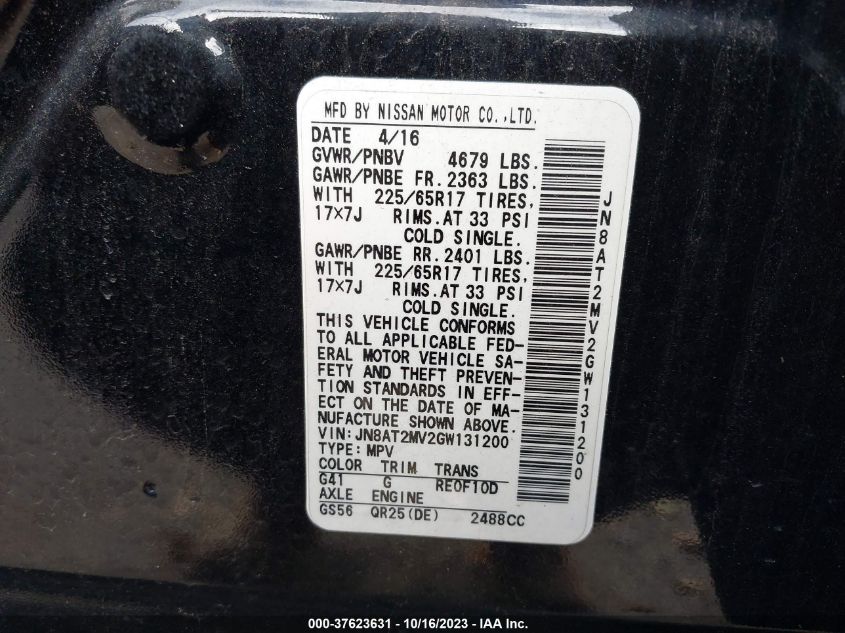 MFD BY NISSAN MOTOR CO.,LTD.
DATE 4/16
GVWR/PNBV 4679 LBS.
GAWR/PNBE FR. 2363 LBS.
WITH 225/65R17 TIRES,
17×7J RIMS.AT 33 PSI
COLD SINGLE.
GAWR/PNBE RR. 2401 LBS.
WITH 225/65R17 TIRES,
17×7J RIMS.AT 33 PSI
COLD SINGLE.
THIS VEHICLE CONFORMS
TO ALL APPLICABLE FED-
ERAL MOTOR VEHICLE SA-
FETY AND THEFT PREVEN-
TION STANDARDS IN EFF-
ECT ON THE DATE OF MA-
NUFACTURE SHOWN ABOVE.
VIN:JN8AT2MV2GW131200
TYPE:MPV
COLOR TRIM TRANS
G41 G RE0F10D
AXLE ENGINE
GS56 QR25(DE) 2488CC
JN8AT2MV2GW131200
000-37623631 - 10/16/2023 - IAA Inc.